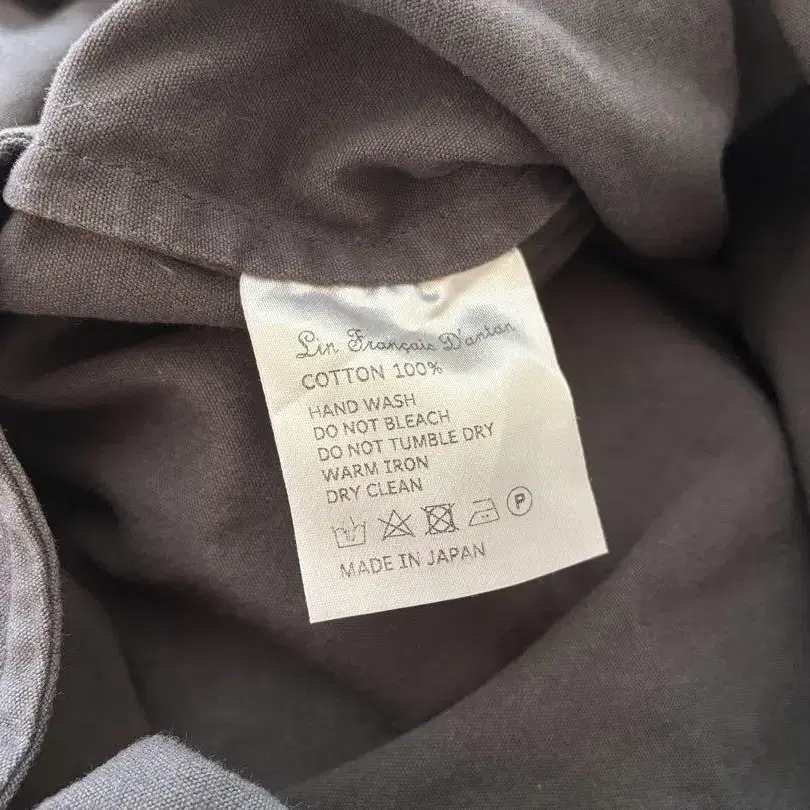 Lin Français D'antan
COTTON 100%
HAND WASH
DO NOT BLEACH
DO NOT TUMBLE DRY
WARM IRON
DRY CLEAN
P
MADE IN JAPAN